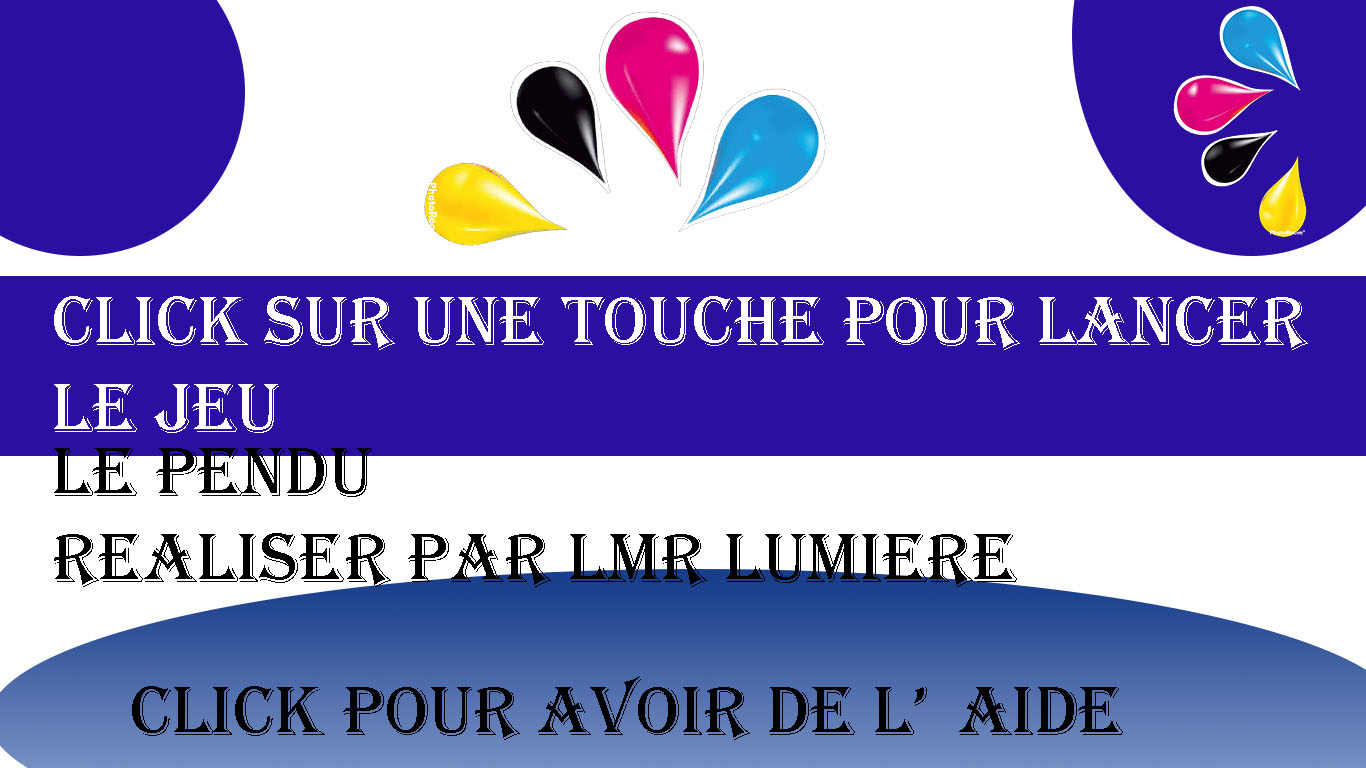 CLICK SUR UNE TOUCHE POUR LANCER
LE JEU
LE PENDU
REALISER PAR LMR LUMIERE
CLICK POUR AVOIR DE L' AIDE